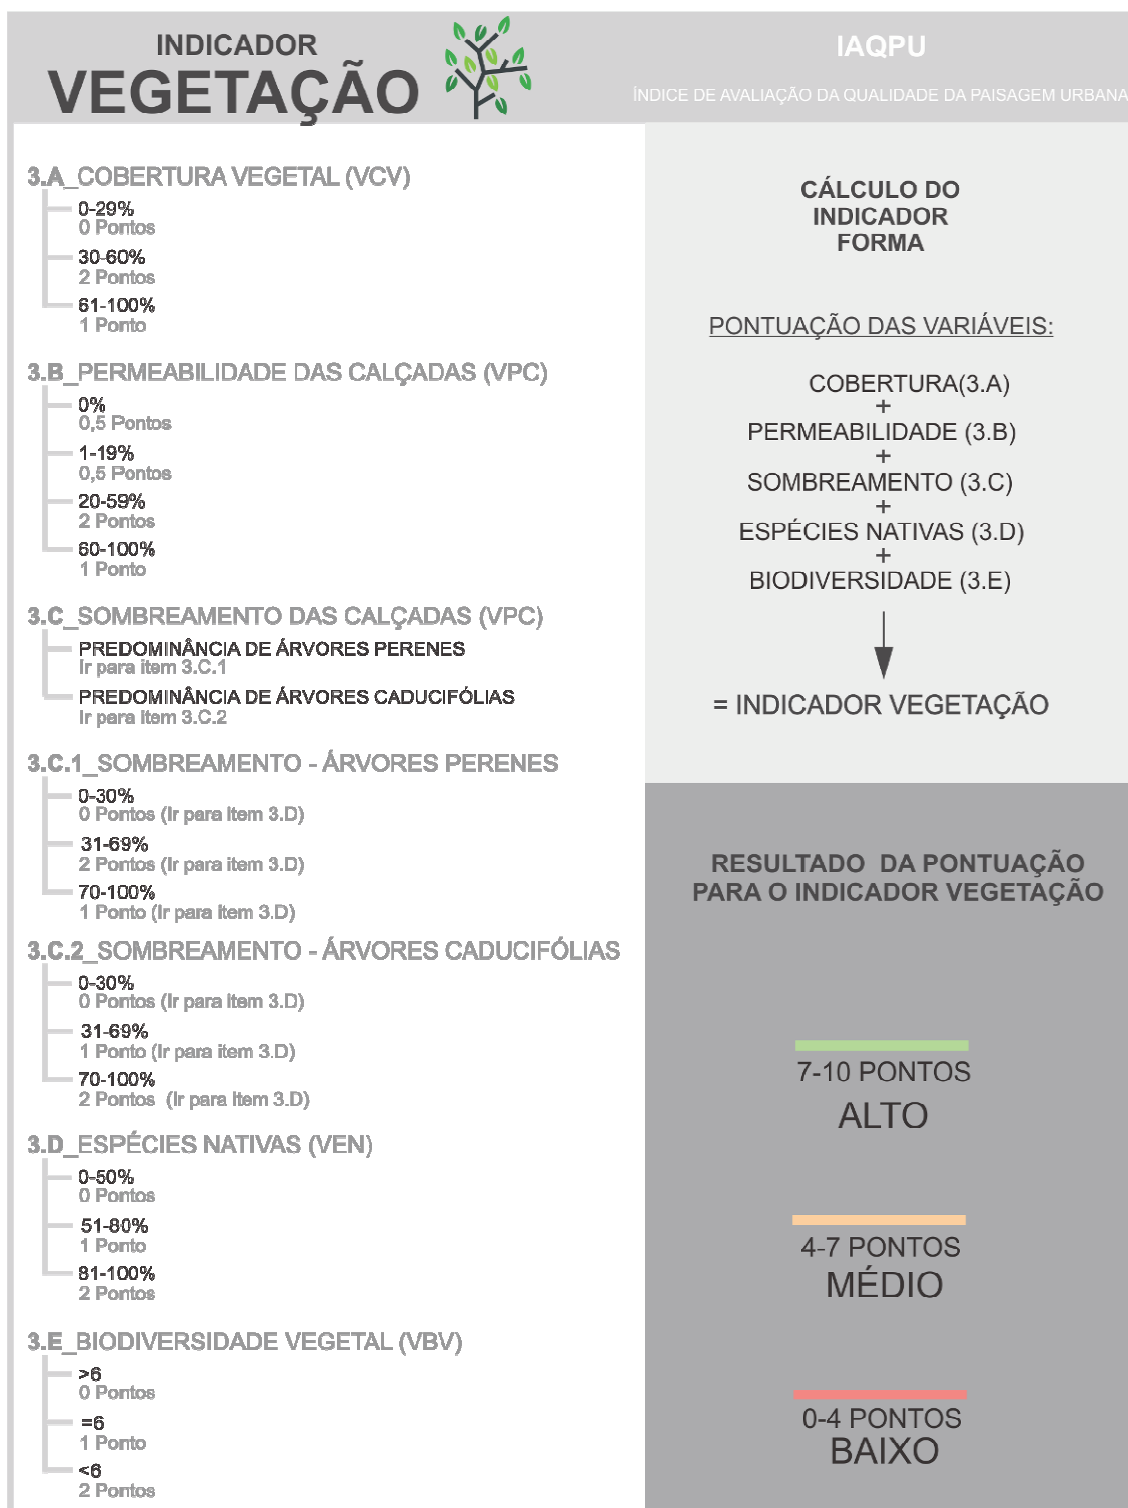 INDICADOR
VEGETAÇÃO
IAQPU
ÍNDICE DE AVALIAÇÃO DA QUALIDADE DA PAISAGEM URBANA
3.A_COBERTURA VEGETAL (VCV)
0-29%
0 Pontos
30-60%
2 Pontos
61-100%
1 Ponto
3.B_PERMEABILIDADE DAS CALÇADAS (VPC)
0%
0,5 Pontos
1-19%
0,5 Pontos
20-59%
2 Pontos
60-100%
1 Ponto
3.C_SOMBREAMENTO DAS CALÇADAS (VPC)
PREDOMINÂNCIA DE ÁRVORES PERENES
Ir para item 3.C.1
PREDOMINÂNCIA DE ÁRVORES CADUCIFÓLIAS
Ir para item 3.C.2
3.C.1_SOMBREAMENTO - ÁRVORES PERENES
0-30%
0 Pontos (Ir para item 3.D)
31-69%
2 Pontos (Ir para item 3.D)
70-100%
1 Ponto (Ir para item 3.D)
3.C.2_SOMBREAMENTO - ÁRVORES CADUCIFÓLIAS
0-30%
0 Pontos (Ir para item 3.D)
31-69%
1 Ponto (Ir para item 3.D)
70-100%
2 Pontos (Ir para item 3.D)
3.D_ESPÉCIES NATIVAS (VEN)
0-50%
0 Pontos
51-80%
1 Ponto
81-100%
2 Pontos
3.E_BIODIVERSIDADE VEGETAL (VBV)
>6
0 Pontos
=6
1 Ponto
<6
2 Pontos
CÁLCULO DO
INDICADOR
FORMA
PONTUAÇÃO DAS VARIÁVEIS:
COBERTURA(3.A)
+
PERMEABILIDADE (3.B)
+
SOMBREAMENTO (3.C)
+
ESPÉCIES NATIVAS (3.D)
+
BIODIVERSIDADE (3.E)
= INDICADOR VEGETAÇÃO
RESULTADO DA PONTUAÇÃO
PARA O INDICADOR VEGETAÇÃO
7-10 PONTOS
ALTO
4-7 PONTOS
MÉDIO
0-4 PONTOS
BAIXO